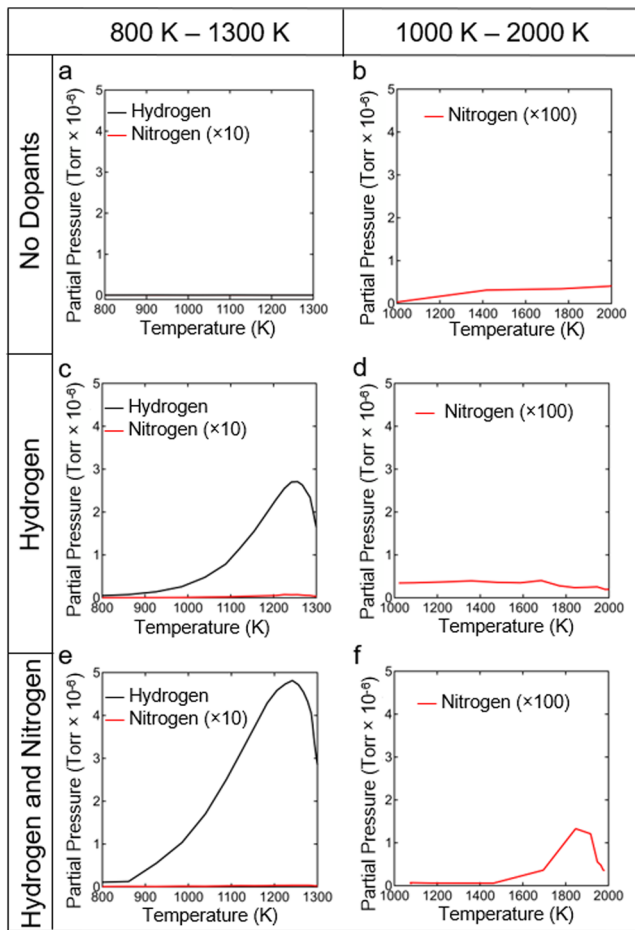 800 K – 1300 K
1000 K – 2000 K
No Dopants
a
Partial Pressure (Torr × 10-6)
5
4
3
2
1
0
Hydrogen
Nitrogen (×10)
800 900 1000 1100 1200 1300
Temperature (K)
b
Partial Pressure (Torr × 10-6)
5
4
3
2
1
0
Nitrogen (×100)
1000 1200 1400 1600 1800 2000
Temperature (K)
Hydrogen
c
Partial Pressure (Torr × 10-6)
5
4
3
2
1
0
Hydrogen
Nitrogen (×10)
800 900 1000 1100 1200 1300
Temperature (K)
d
Partial Pressure (Torr × 10-6)
5
4
3
2
1
0
Nitrogen (×100)
1000 1200 1400 1600 1800 2000
Temperature (K)
Hydrogen and Nitrogen
e
Partial Pressure (Torr × 10-6)
5
4
3
2
1
0
Hydrogen
Nitrogen (×10)
800 900 1000 1100 1200 1300
Temperature (K)
f
Partial Pressure (Torr × 10-6)
5
4
3
2
1
0
Nitrogen (×100)
1000 1200 1400 1600 1800 2000
Temperature (K)